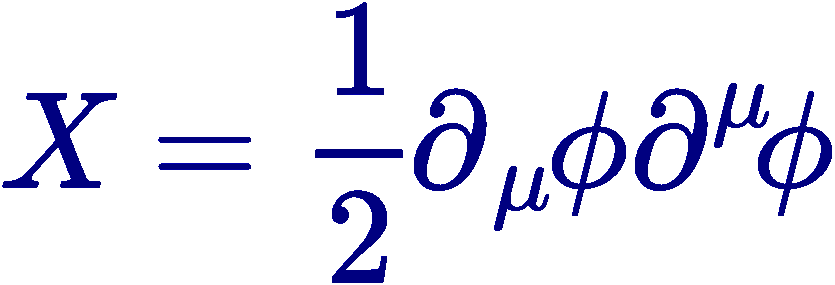 X = \frac{1}{2} \partial_\mu \phi \partial^\mu \phi